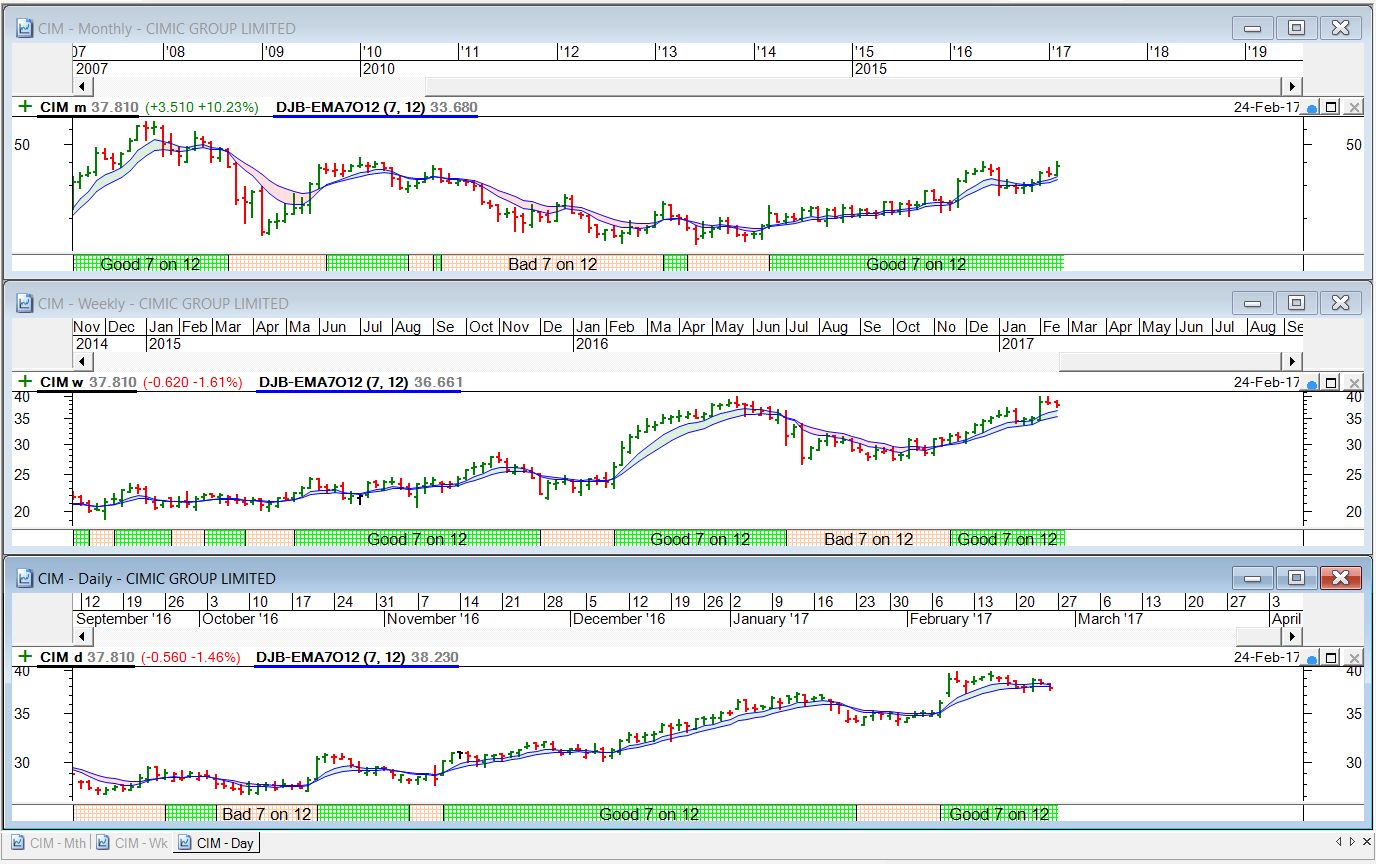 CIM - Monthly - CIMIC GROUP LIMITED
07 '08 '09 '10 '11 '12 '13 '14 '15 '16 '17 '18 '19
2007 2010 2015
CIM m 37.810 (+3.510 +10.23%) DJB-EMA7O12 (7, 12) 33.680 24-Feb-17
50 50
Good 7 on 12 Bad 7 on 12 Good 7 on 12
CIM - Weekly - CIMIC GROUP LIMITED
Nov Dec Jan Feb Mar Apr Ma Jun Jul Aug Se Oct Nov De Jan Feb Ma Apr May Jun Jul Aug Se Oct No De Jan Fe Mar Apr May Jun Jul Aug Se
2014 2015 2016 2017
CIM w 37.810 (-0.620 -1.61%) DJB-EMA7O12 (7, 12) 36.661 24-Feb-17
40 40
35 35
30 30
25 25
20 20
Good 7 on 12 Good 7 on 12 Bad 7 on 12 Good 7 on 12
CIM - Daily - CIMIC GROUP LIMITED
12 19 26 3 10 17 24 31 7 14 21 28 5 12 19 26 2 9 16 23 30 6 13 20 27 6 13 20 27 3
September '16 October '16 November '16 December '16 January '17 February '17 March '17 April
CIM d 37.810 (-0.560 -1.46%) DJB-EMA7O12 (7, 12) 38.230 24-Feb-17
40 40
35 35
30 30
Bad 7 on 12 Good 7 on 12 Good 7 on 12
CIM - Mth CIM - Wk CIM - Day